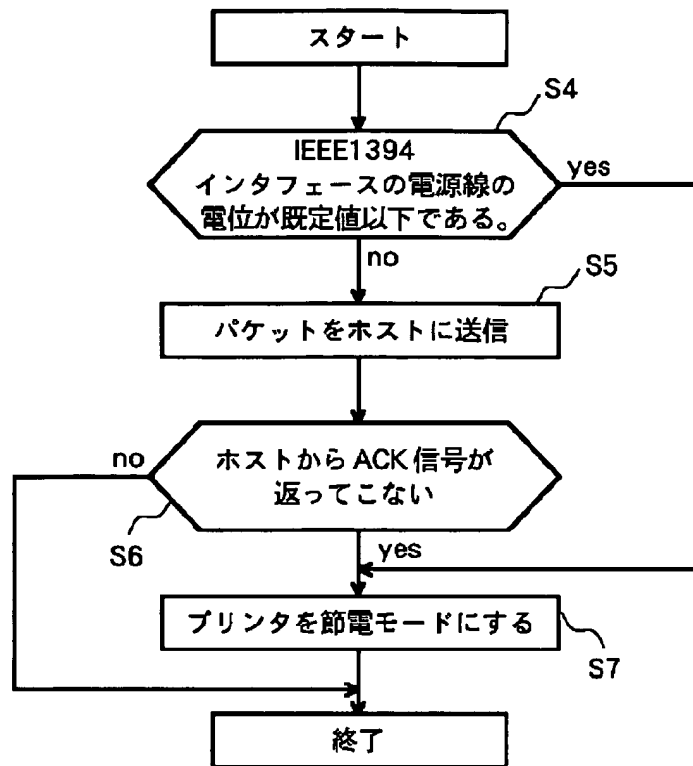 スタート
S4
IEEE1394
インタフェースの電源線の
電位が既定値以下である。
yes
no
S5
パケットをホストに送信
no
ホストから ACK 信号が
返ってこない
S6
yes
プリンタを節電モードにする
S7
終了